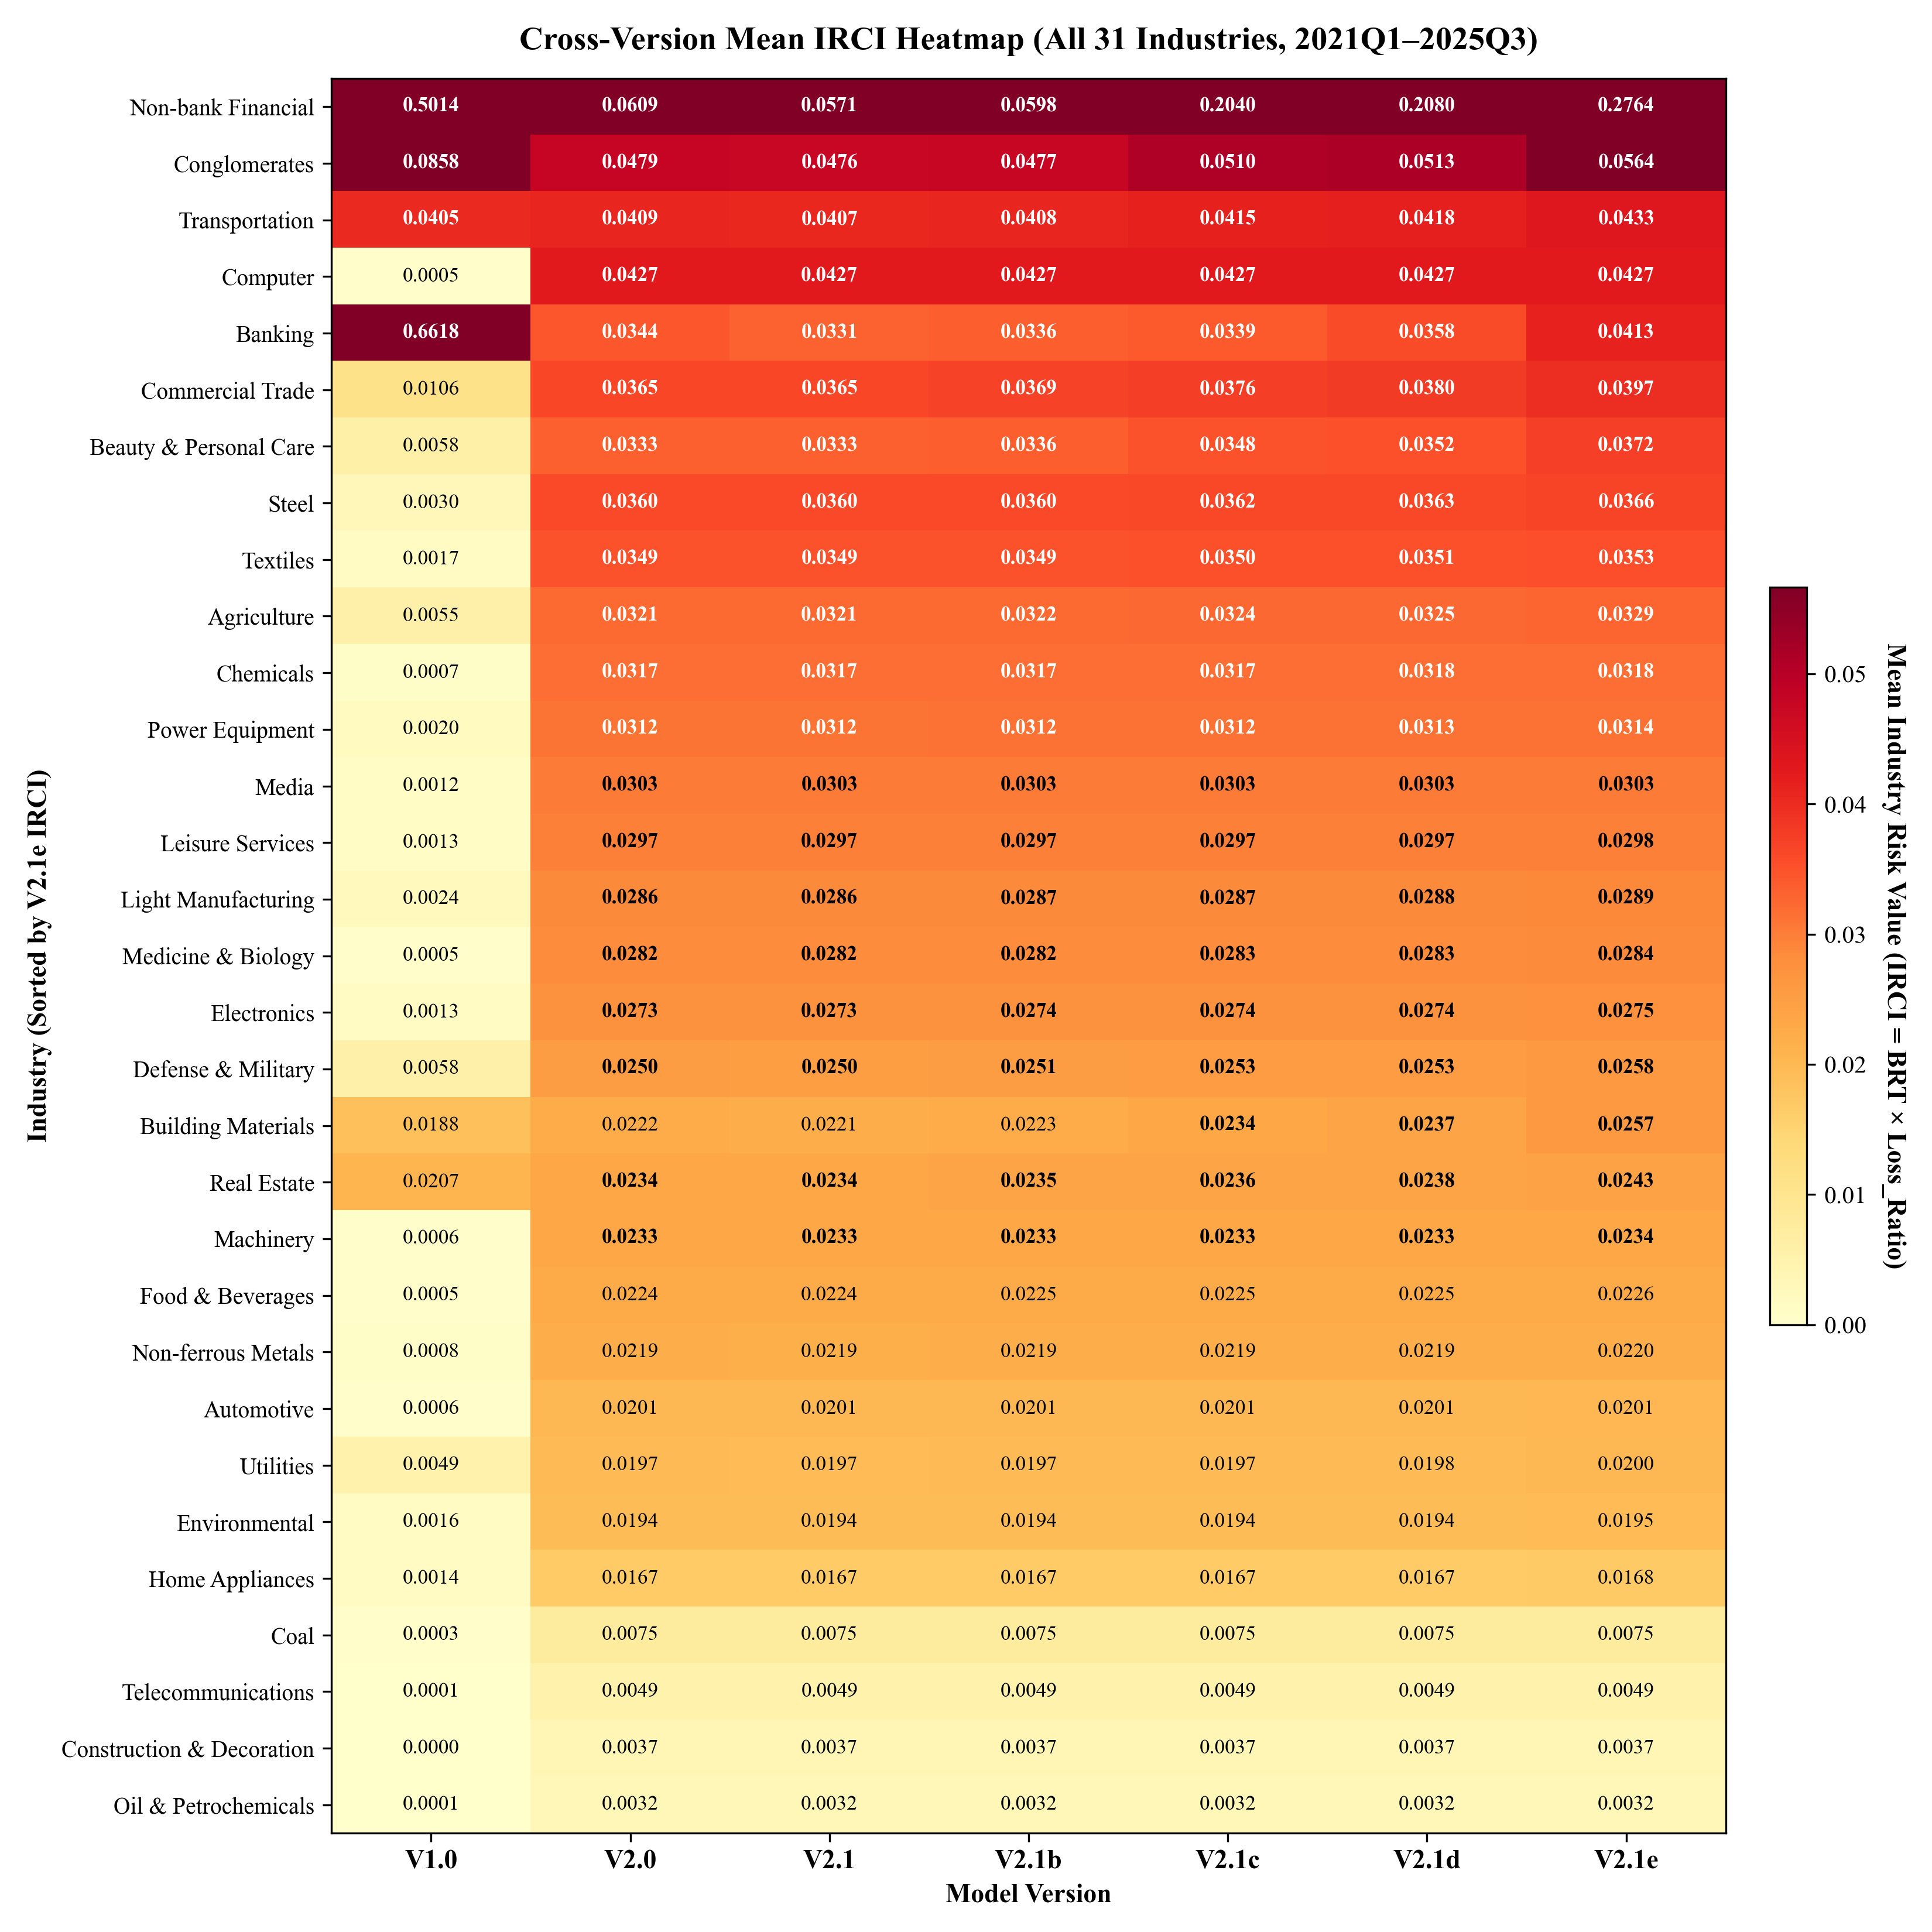 Cross-Version Mean IRCI Heatmap (All 31 Industries, 2021Q1–2025Q3)
Industry (Sorted by V2.1e IRCI)
Non-bank Financial 0.5014 0.0609 0.0571 0.0598 0.2040 0.2080 0.2764
Conglomerates 0.0858 0.0479 0.0476 0.0477 0.0510 0.0513 0.0564
Transportation 0.0405 0.0409 0.0407 0.0408 0.0415 0.0418 0.0433
Computer 0.0005 0.0427 0.0427 0.0427 0.0427 0.0427 0.0427
Banking 0.6618 0.0344 0.0331 0.0336 0.0339 0.0358 0.0413
Commercial Trade 0.0106 0.0365 0.0365 0.0369 0.0376 0.0380 0.0397
Beauty & Personal Care 0.0058 0.0333 0.0333 0.0336 0.0348 0.0352 0.0372
Steel 0.0030 0.0360 0.0360 0.0360 0.0362 0.0363 0.0366
Textiles 0.0017 0.0349 0.0349 0.0349 0.0350 0.0351 0.0353
Agriculture 0.0055 0.0321 0.0321 0.0322 0.0324 0.0325 0.0329
Chemicals 0.0007 0.0317 0.0317 0.0317 0.0317 0.0318 0.0318
Power Equipment 0.0020 0.0312 0.0312 0.0312 0.0312 0.0313 0.0314
Media 0.0012 0.0303 0.0303 0.0303 0.0303 0.0303 0.0303
Leisure Services 0.0013 0.0297 0.0297 0.0297 0.0297 0.0297 0.0298
Light Manufacturing 0.0024 0.0286 0.0286 0.0287 0.0287 0.0288 0.0289
Medicine & Biology 0.0005 0.0282 0.0282 0.0282 0.0283 0.0283 0.0284
Electronics 0.0013 0.0273 0.0273 0.0274 0.0274 0.0274 0.0275
Defense & Military 0.0058 0.0250 0.0250 0.0251 0.0253 0.0253 0.0258
Building Materials 0.0188 0.0222 0.0221 0.0223 0.0234 0.0237 0.0257
Real Estate 0.0207 0.0234 0.0234 0.0235 0.0236 0.0238 0.0243
Machinery 0.0006 0.0233 0.0233 0.0233 0.0233 0.0233 0.0234
Food & Beverages 0.0005 0.0224 0.0224 0.0225 0.0225 0.0225 0.0226
Non-ferrous Metals 0.0008 0.0219 0.0219 0.0219 0.0219 0.0219 0.0220
Automotive 0.0006 0.0201 0.0201 0.0201 0.0201 0.0201 0.0201
Utilities 0.0049 0.0197 0.0197 0.0197 0.0197 0.0198 0.0200
Environmental 0.0016 0.0194 0.0194 0.0194 0.0194 0.0194 0.0195
Home Appliances 0.0014 0.0167 0.0167 0.0167 0.0167 0.0167 0.0168
Coal 0.0003 0.0075 0.0075 0.0075 0.0075 0.0075 0.0075
Telecommunications 0.0001 0.0049 0.0049 0.0049 0.0049 0.0049 0.0049
Construction & Decoration 0.0000 0.0037 0.0037 0.0037 0.0037 0.0037 0.0037
Oil & Petrochemicals 0.0001 0.0032 0.0032 0.0032 0.0032 0.0032 0.0032
V1.0 V2.0 V2.1 V2.1b V2.1c V2.1d V2.1e
Model Version
0.05
0.04
0.03
0.02
0.01
0.00
Mean Industry Risk Value (IRCI = BRT × Loss_Ratio)